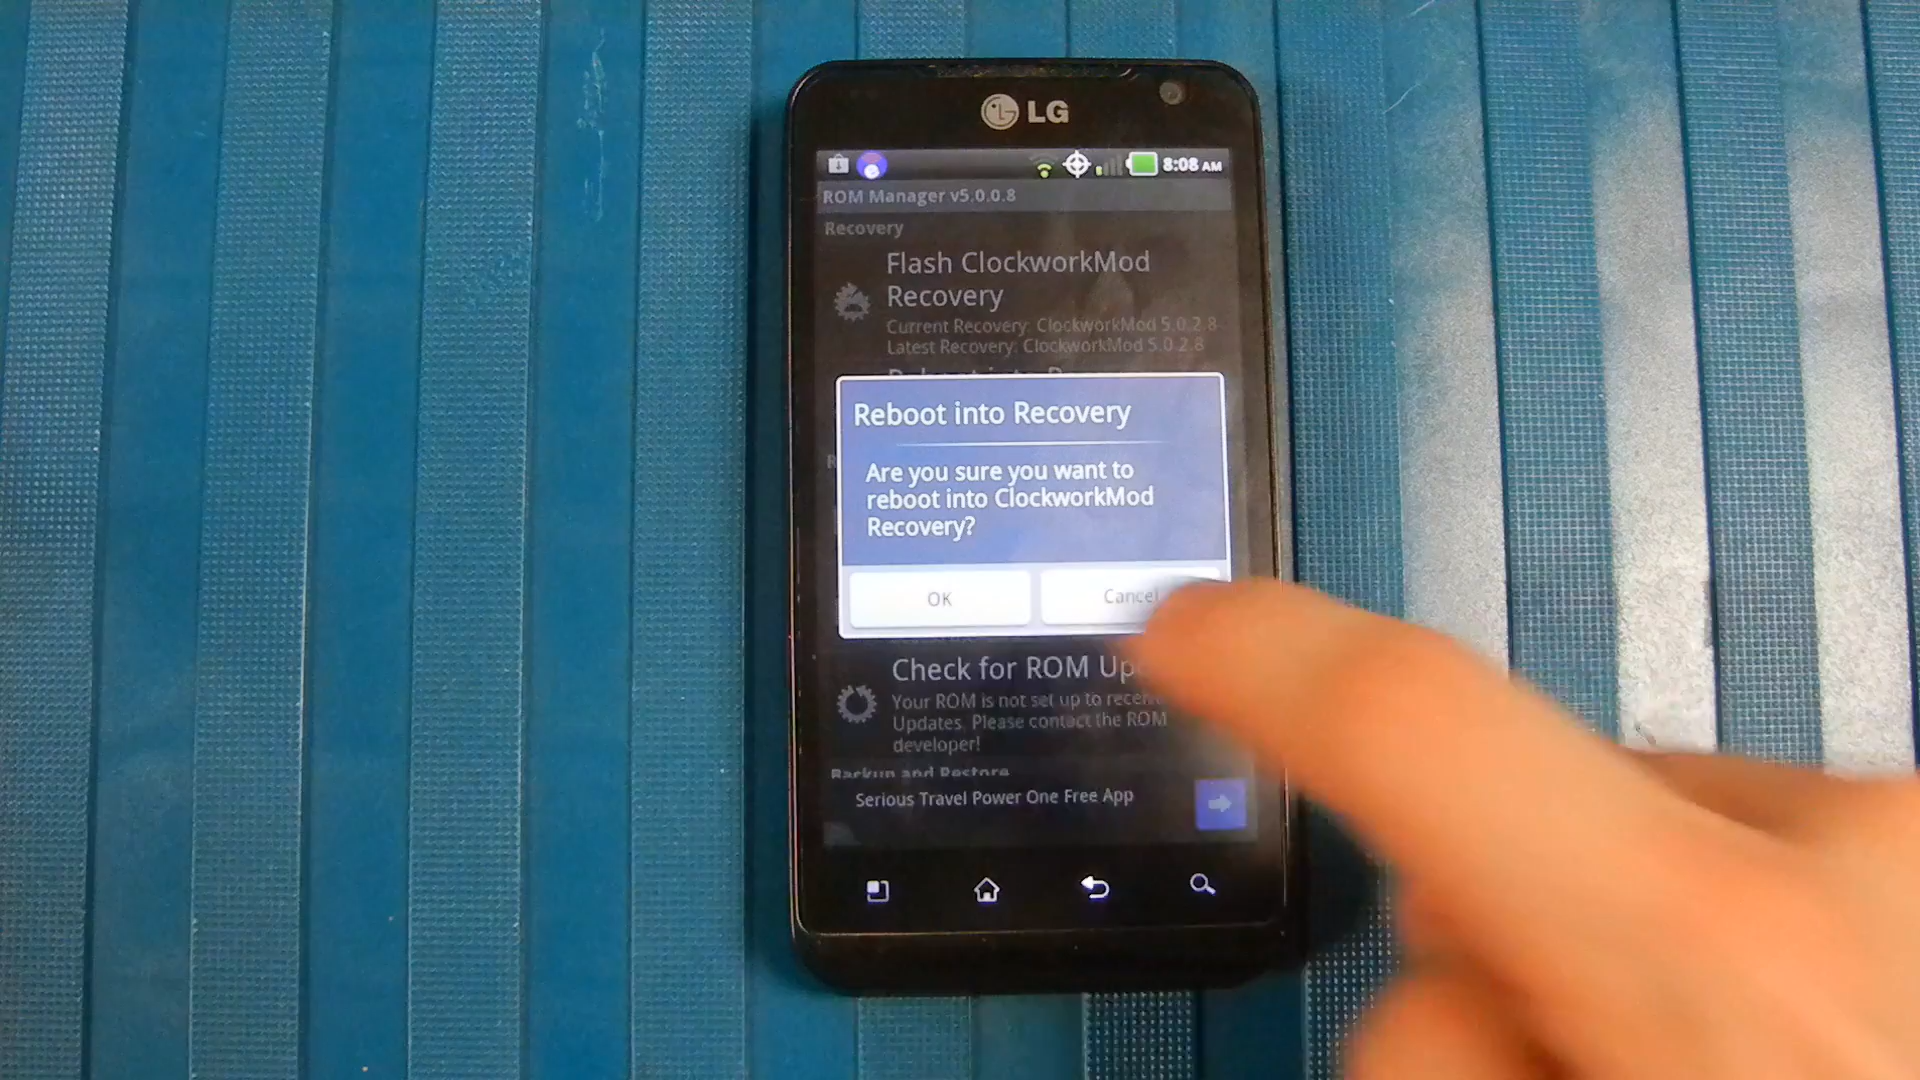 LG
8:08 AM
ROM Manager v5.0.0.8
Recovery
Flash ClockworkMod
Recovery
Current Recovery: ClockworkMod 5.0.2.8
Latest Recovery: ClockworkMod 5.0.2.8
Reboot into Recovery
Are you sure you want to
reboot into ClockworkMod
Recovery?
OK
Cancel
Check for ROM Up
Your ROM is not set up to
Updates. Please contact the ROM
developer!
Backup and Restore
Serious Travel Power One Free App